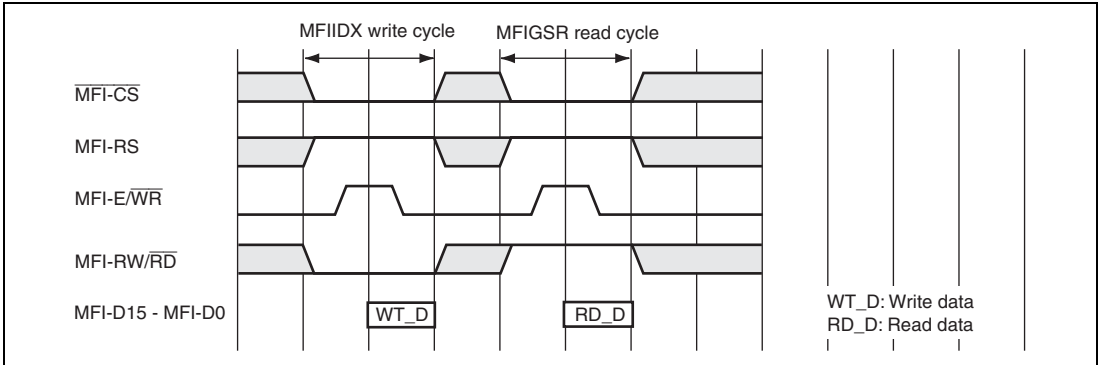 MFIIDX write cycle MFIGSR read cycle
MFI-CS
MFI-RS
MFI-E/WR
MFI-RW/RD
MFI-D15 - MFI-D0 WT_D RD_D
WT_D: Write data
RD_D: Read data